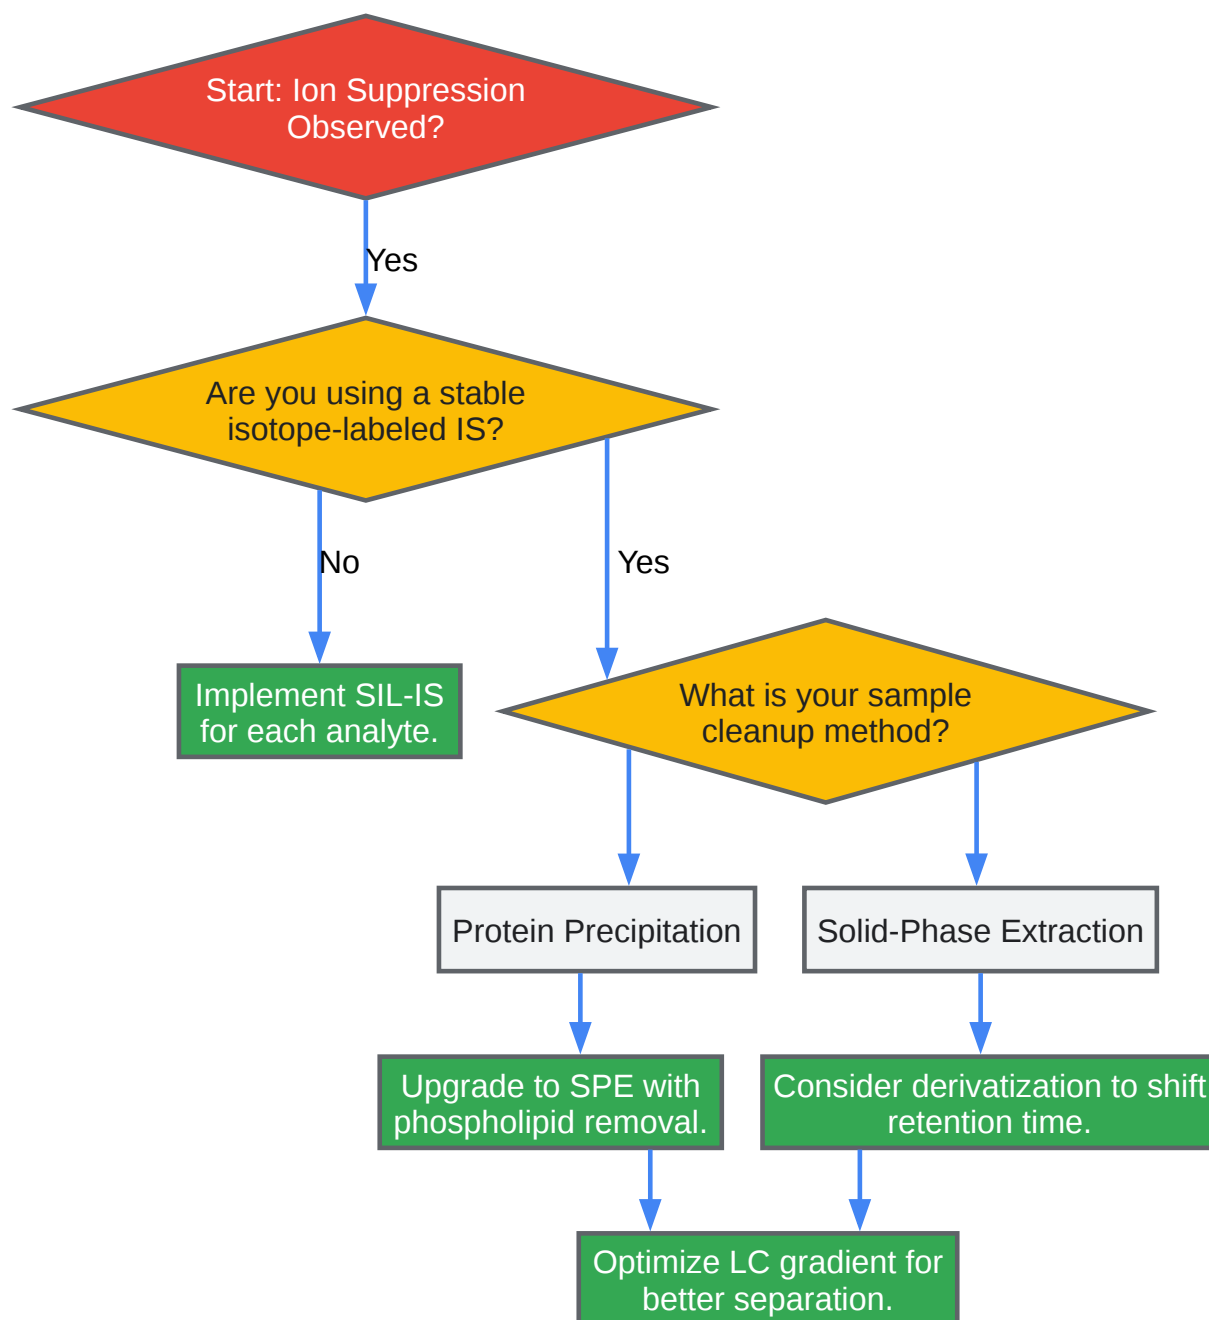 Start: Ion Suppression
Observed?
Yes
Are you using a stable
isotope-labeled IS?
No
Yes
Implement SIL-IS
for each analyte.
What is your sample
cleanup method?
Protein Precipitation
Solid-Phase Extraction
Upgrade to SPE with
phospholipid removal.
Consider derivatization to shift
retention time.
Optimize LC gradient for
better separation.